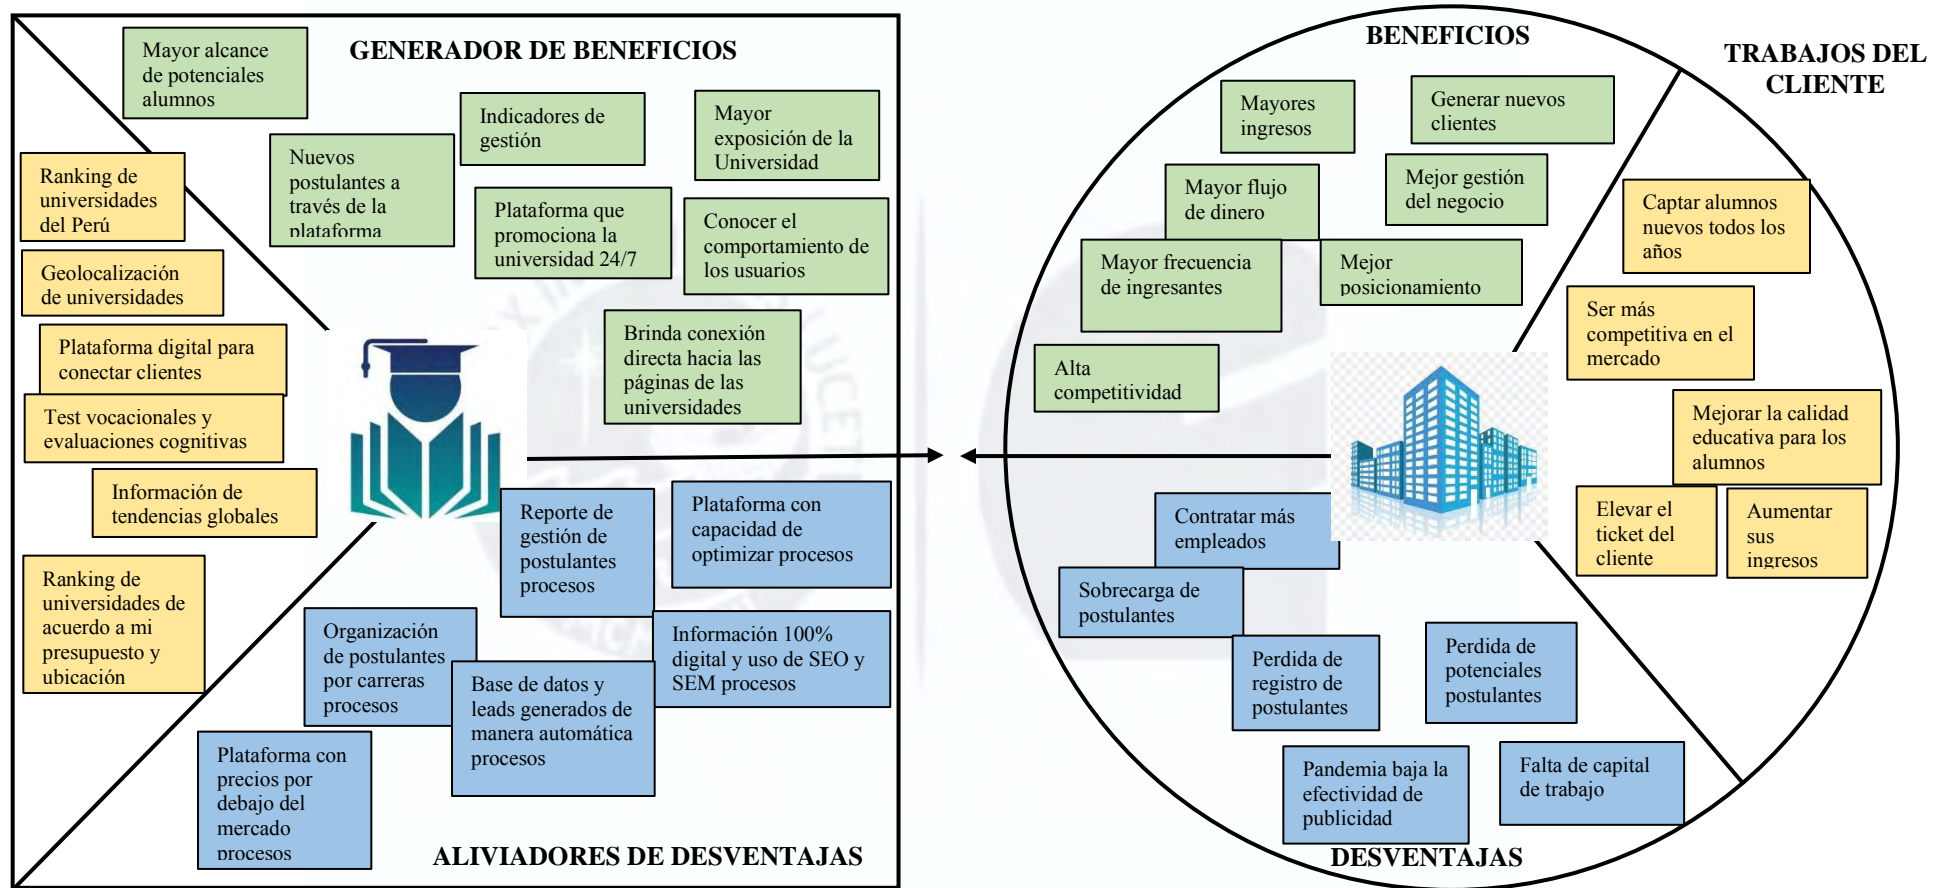 GENERADOR DE BENEFICIOS
Mayor alcance
de potenciales
alumnos
Indicadores de
gestión
Mayor
exposición de la
Universidad
Nuevos
postulantes a
través de la
plataforma
Plataforma que
promociona la
universidad 24/7
Conocer el
comportamiento de
los usuarios
Brinda conexión
directa hacia las
páginas de las
universidades
Ranking de
universidades
del Perú
Geolocalización
de universidades
Plataforma digital para
conectar clientes
Test vocacionales y
evaluaciones cognitivas
Información de
tendencias globales
Ranking de
universidades de
acuerdo a mi
presupuesto y
ubicación
Reporte de
gestión de
postulantes
procesos
Plataforma con
capacidad de
optimizar procesos
Organización
de postulantes
por carreras
procesos
Base de datos y
leads generados de
manera automática
procesos
Información 100%
digital y uso de SEO y
SEM procesos
Plataforma con
precios por
debajo del
mercado
procesos
ALIVIADORES DE DESVENTAJAS
BENEFICIOS
Mayores
ingresos
Generar nuevos
clientes
Mayor flujo
de dinero
Mejor gestión
del negocio
Mayor frecuencia
de ingresantes
Mejor
posicionamiento
Alta
competitividad
TRABAJOS DEL
CLIENTE
Captar alumnos
nuevos todos los
años
Ser más
competitiva en el
mercado
Mejorar la calidad
educativa para los
alumnos
Elevar el
ticket del
cliente
Aumentar
sus
ingresos
Contratar más
empleados
Sobrecarga de
postulantes
Perdida de
registro de
postulantes
Perdida de
potenciales
postulantes
Pandemia baja la
efectividad de
publicidad
Falta de capital
de trabajo
DESVENTAJAS